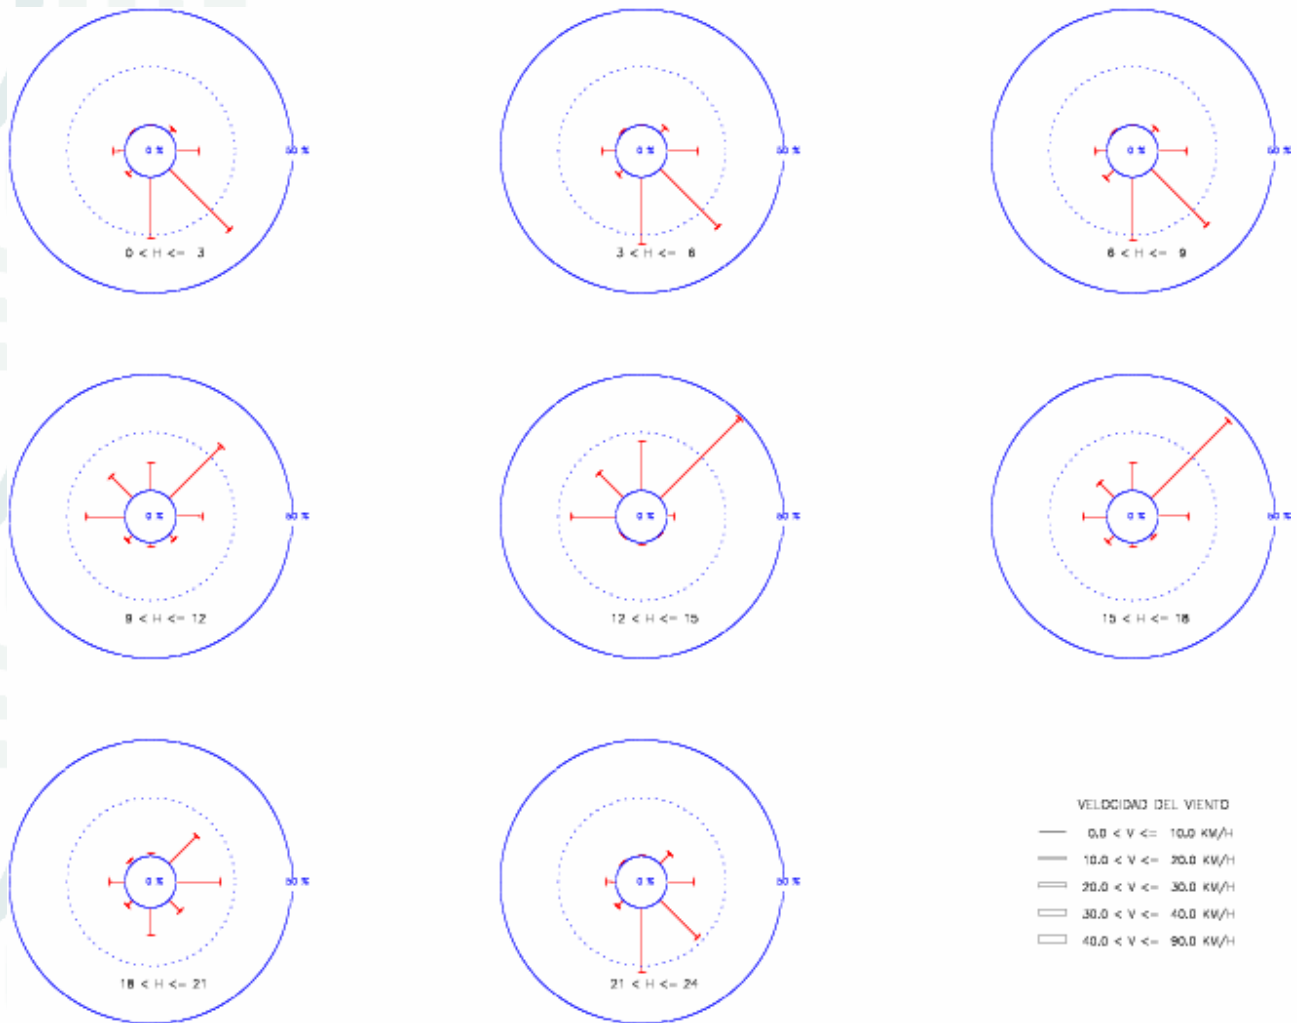 0 % 50 %
0 < H <= 3
0 % 50 %
3 < H <= 6
0 % 50 %
6 < H <= 9
0 % 50 %
9 < H <= 12
0 % 50 %
12 < H <= 15
0 % 50 %
15 < H <= 18
0 % 50 %
18 < H <= 21
0 % 50 %
21 < H <= 24
VELOCIDAD DEL VIENTO
0.0 < V <= 10.0 KM/H
10.0 < V <= 20.0 KM/H
20.0 < V <= 30.0 KM/H
30.0 < V <= 40.0 KM/H
40.0 < V <= 90.0 KM/H